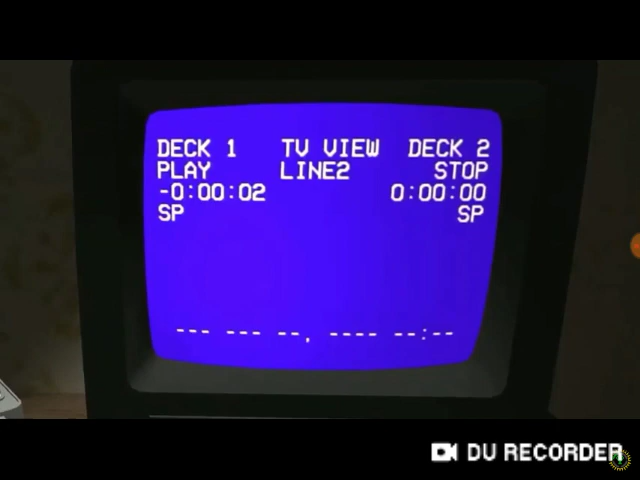 DECK 1 TV VIEW DECK 2
PLAY LINE2 STOP
-0:00:02 0:00:00
SP SP
--- --- --, ---- --:--
DU RECORDER